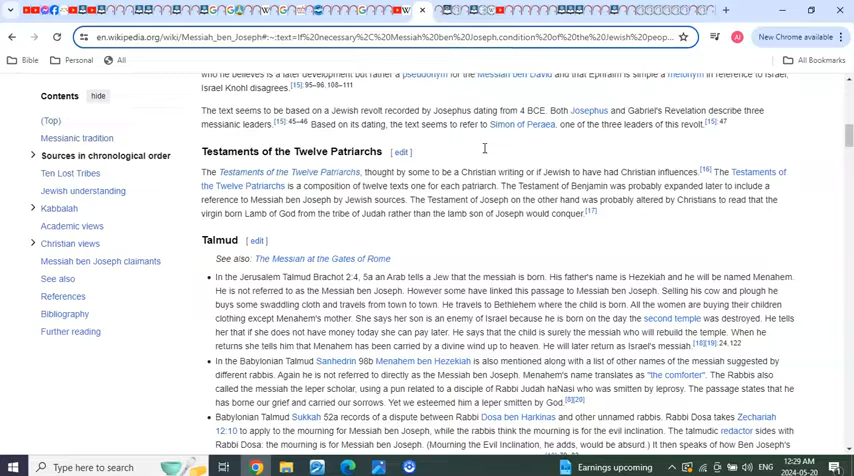 en.wikipedia.org/wiki/Messiah_ben_Joseph#:~:text=If%20necessary%2C%20Messiah%20ben%20Joseph,condition%20of%20the%20Jewish%20peop...
New Chrome available
Bible
Personal
All
All Bookmarks
who he believes is a later development but rather a pseudonym for the Messiah ben David and that Ephraim is simply a metonym in reference to Israel,
Israel Knohl disagrees.[15]:95–96, 108–111
Contents hide
(Top)
Messianic tradition
Sources in chronological order
Ten Lost Tribes
Jewish understanding
Kabbalah
Academic views
Christian views
Messiah ben Joseph claimants
See also
References
Bibliography
Further reading
The text seems to be based on a Jewish revolt recorded by Josephus dating from 4 BCE. Both Josephus and Gabriel's Revelation describe three
messianic leaders.[15]:45–46 Based on its dating, the text seems to refer to Simon of Peraea. one of the three leaders of this revolt.[15]:47
Testaments of the Twelve Patriarchs [ edit ]
The Testaments of the Twelve Patriarchs, thought by some to be a Christian writing or if Jewish to have had Christian influences.[16] The Testaments of
the Twelve Patriarchs is a composition of twelve texts one for each patriarch. The Testament of Benjamin was probably expanded later to include a
reference to Messiah ben Joseph by Jewish sources. The Testament of Joseph on the other hand was probably altered by Christians to read that the
virgin born Lamb of God from the tribe of Judah rather than the lamb son of Joseph would conquer.[17]
Talmud [ edit ]
See also: The Messiah at the Gates of Rome
• In the Jerusalem Talmud Brachot 2:4, 5a an Arab tells a Jew that the messiah is born. His father's name is Hezekiah and he will be named Menahem.
He is not referred to as the Messiah ben Joseph. However some have linked this passage to Messiah ben Joseph. Selling his cow and plough he
buys some swaddling cloth and travels from town to town. He travels to Bethlehem where the child is born. All the women are buying their children
clothing except Menahem's mother. She says her son is an enemy of Israel because he is born on the day the second temple was destroyed. He tells
her that if she does not have money today she can pay later. He says that the child is surely the messiah who will rebuild the temple. When he
returns she tells him that Menahem has been carried by a divine wind up to heaven. He will later return as Israel's messiah.[18][19]:24,122
• In the Babylonian Talmud Sanhedrin 98b Menahem ben Hezekiah is also mentioned along with a list of other names of the messiah suggested by
different rabbis. Again he is not referred to directly as the Messiah ben Joseph. Menahem's name translates as "the comforter". The Rabbis also
called the messiah the leper scholar, using a pun related to a disciple of Rabbi Judah haNasi who was smitten by leprosy. The passage states that he
has borne our grief and carried our sorrows. Yet we esteemed him a leper smitten by God.[8][20]
• Babylonian Talmud Sukkah 52a records of a dispute between Rabbi Dosa ben Harkinas and other unnamed rabbis. Rabbi Dosa takes Zechariah
12:10 to apply to the mourning for Messiah ben Joseph, while the rabbis think the mourning is for the evil inclination. The talmudic redactor sides with
Rabbi Dosa: the mourning is for Messiah ben Joseph. (Mourning the Evil Inclination, he adds, would be absurd.) It then speaks of how Ben Joseph's
Type here to search
Earnings upcoming
12:29 AM
2024-05-20